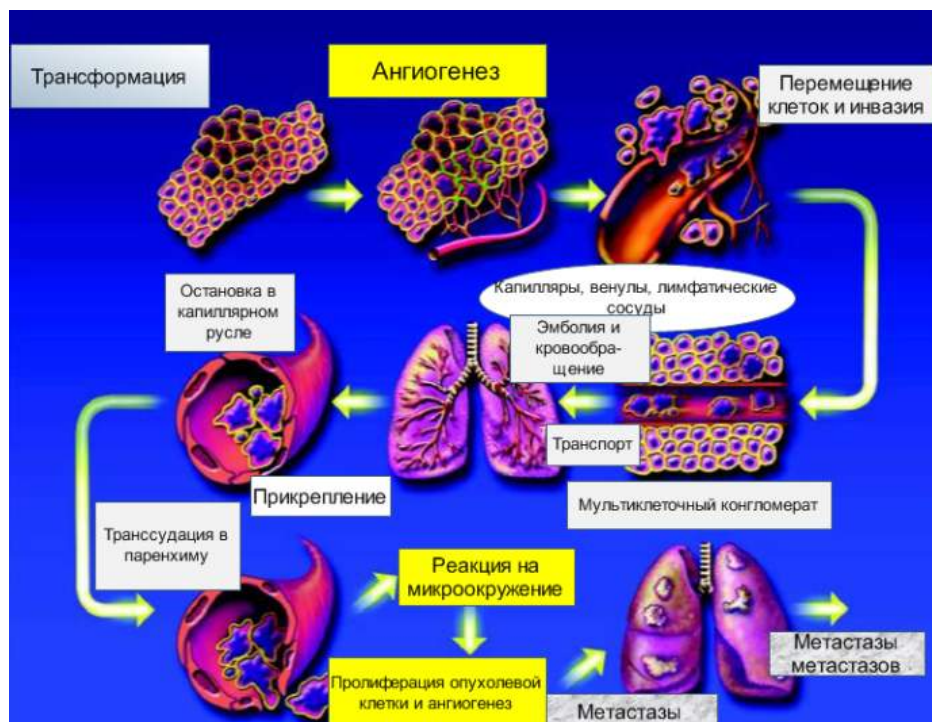 Трансформация
Ангиогенез
Перемещение
клеток и инвазия
Капилляры, венулы, лимфатические
сосуды
Остановка в
капиллярном
русле
Эмболия и
кровообра-
щение
Транспорт
Прикрепление
Мультиклеточный конгломерат
Транссудация в
паренхиму
Реакция на
микроокружение
Пролиферация опухолевой
клетки и ангиогенез
Метастазы
Метастазы
метастазов